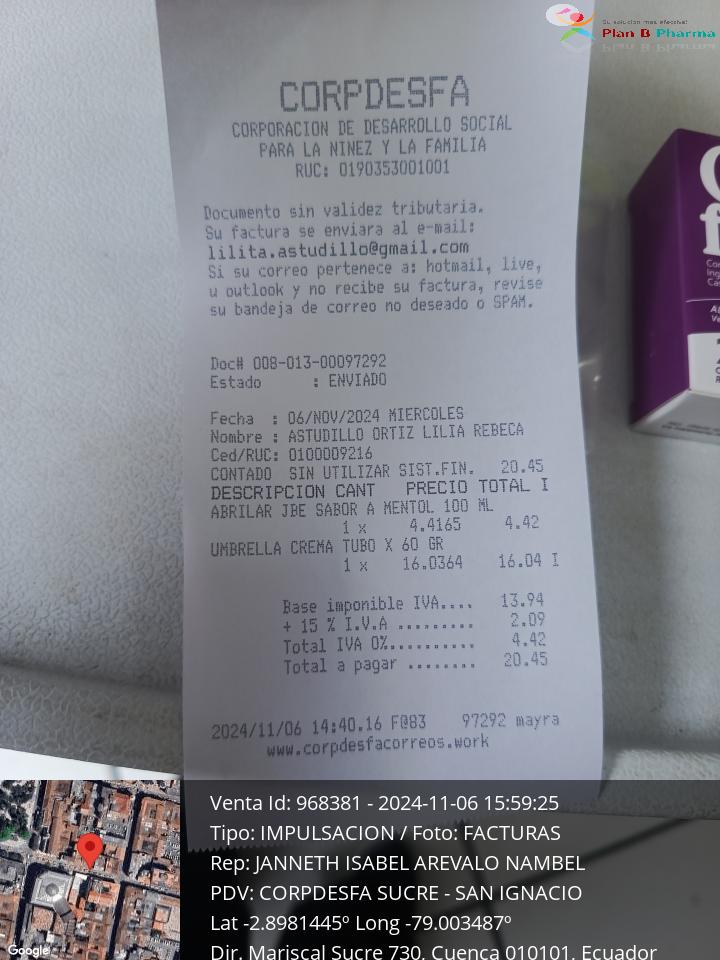 Su solucion mas efectiva!
Plan B Pharma
CORPDESFA
CORPORACION DE DESARROLLO SOCIAL
PARA LA NINEZ Y LA FAMILIA
RUC: 0190353001001
Documento sin validez tributaria.
Su factura se enviara al e-mail:
lilita.astudillo@gmail.com
Si su correo pertenece a: hotmail, live,
u outlook y no recibe su factura, revise
su bandeja de correo no deseado o SPAM.
Doc# 008-013-00097292
Estado : ENVIADO
Fecha : 06/NOV/2024 MIERCOLES
Nombre : ASTUDILLO ORTIZ LILIA REBECA
Ced/RUC: 0100009216
CONTADO SIN UTILIZAR SIST.FIN. 20.45
DESCRIPCION CANT PRECIO TOTAL I
ABRILAR JBE SABOR A MENTOL 100 ML
1 x 4.4165 4.42
UMBRELLA CREMA TUBO X 60 GR
1 x 16.0364 16.04 I
Base imponible IVA.... 13.94
+ 15 % I.V.A ......... 2.09
Total IVA 0%.......... 4.42
Total a pagar ........ 20.45
2024/11/06 14:40.16 F@83 97292 mayra
www.corpdesfacorreos.work
Venta Id: 968381 - 2024-11-06 15:59:25
Tipo: IMPULSACION / Foto: FACTURAS
Rep: JANNETH ISABEL AREVALO NAMBEL
PDV: CORPDESFA SUCRE - SAN IGNACIO
Lat -2.8981445º Long -79.003487º
Dir. Mariscal Sucre 730, Cuenca 010101, Ecuador
Google